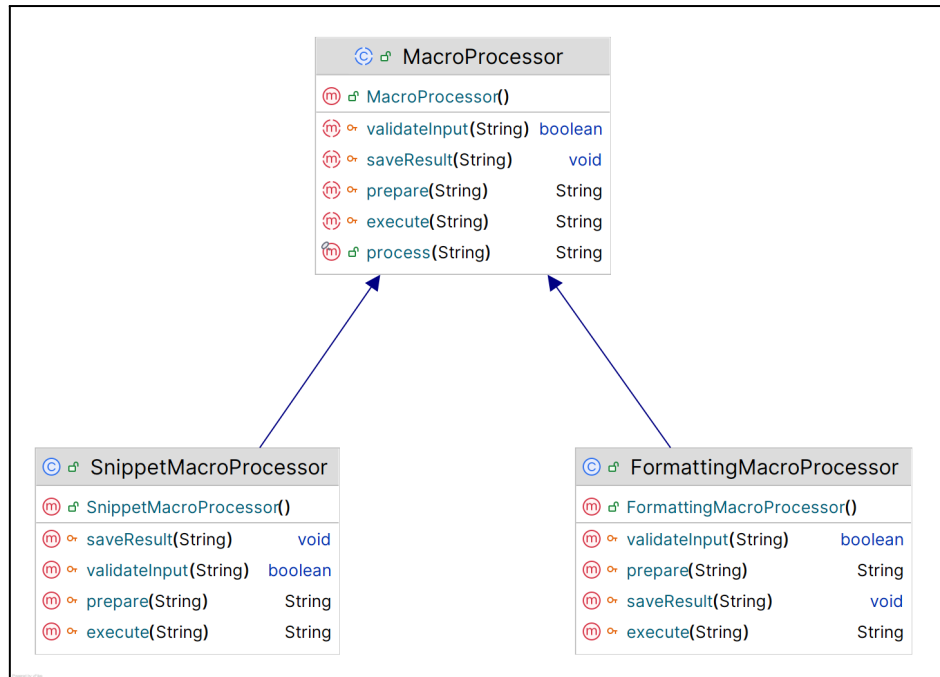 MacroProcessor
MacroProcessor()
validateInput(String) boolean
saveResult(String) void
prepare(String) String
execute(String) String
process(String) String
SnippetMacroProcessor
SnippetMacroProcessor()
saveResult(String) void
validateInput(String) boolean
prepare(String) String
execute(String) String
FormattingMacroProcessor
FormattingMacroProcessor()
validateInput(String) boolean
prepare(String) String
saveResult(String) void
execute(String) String